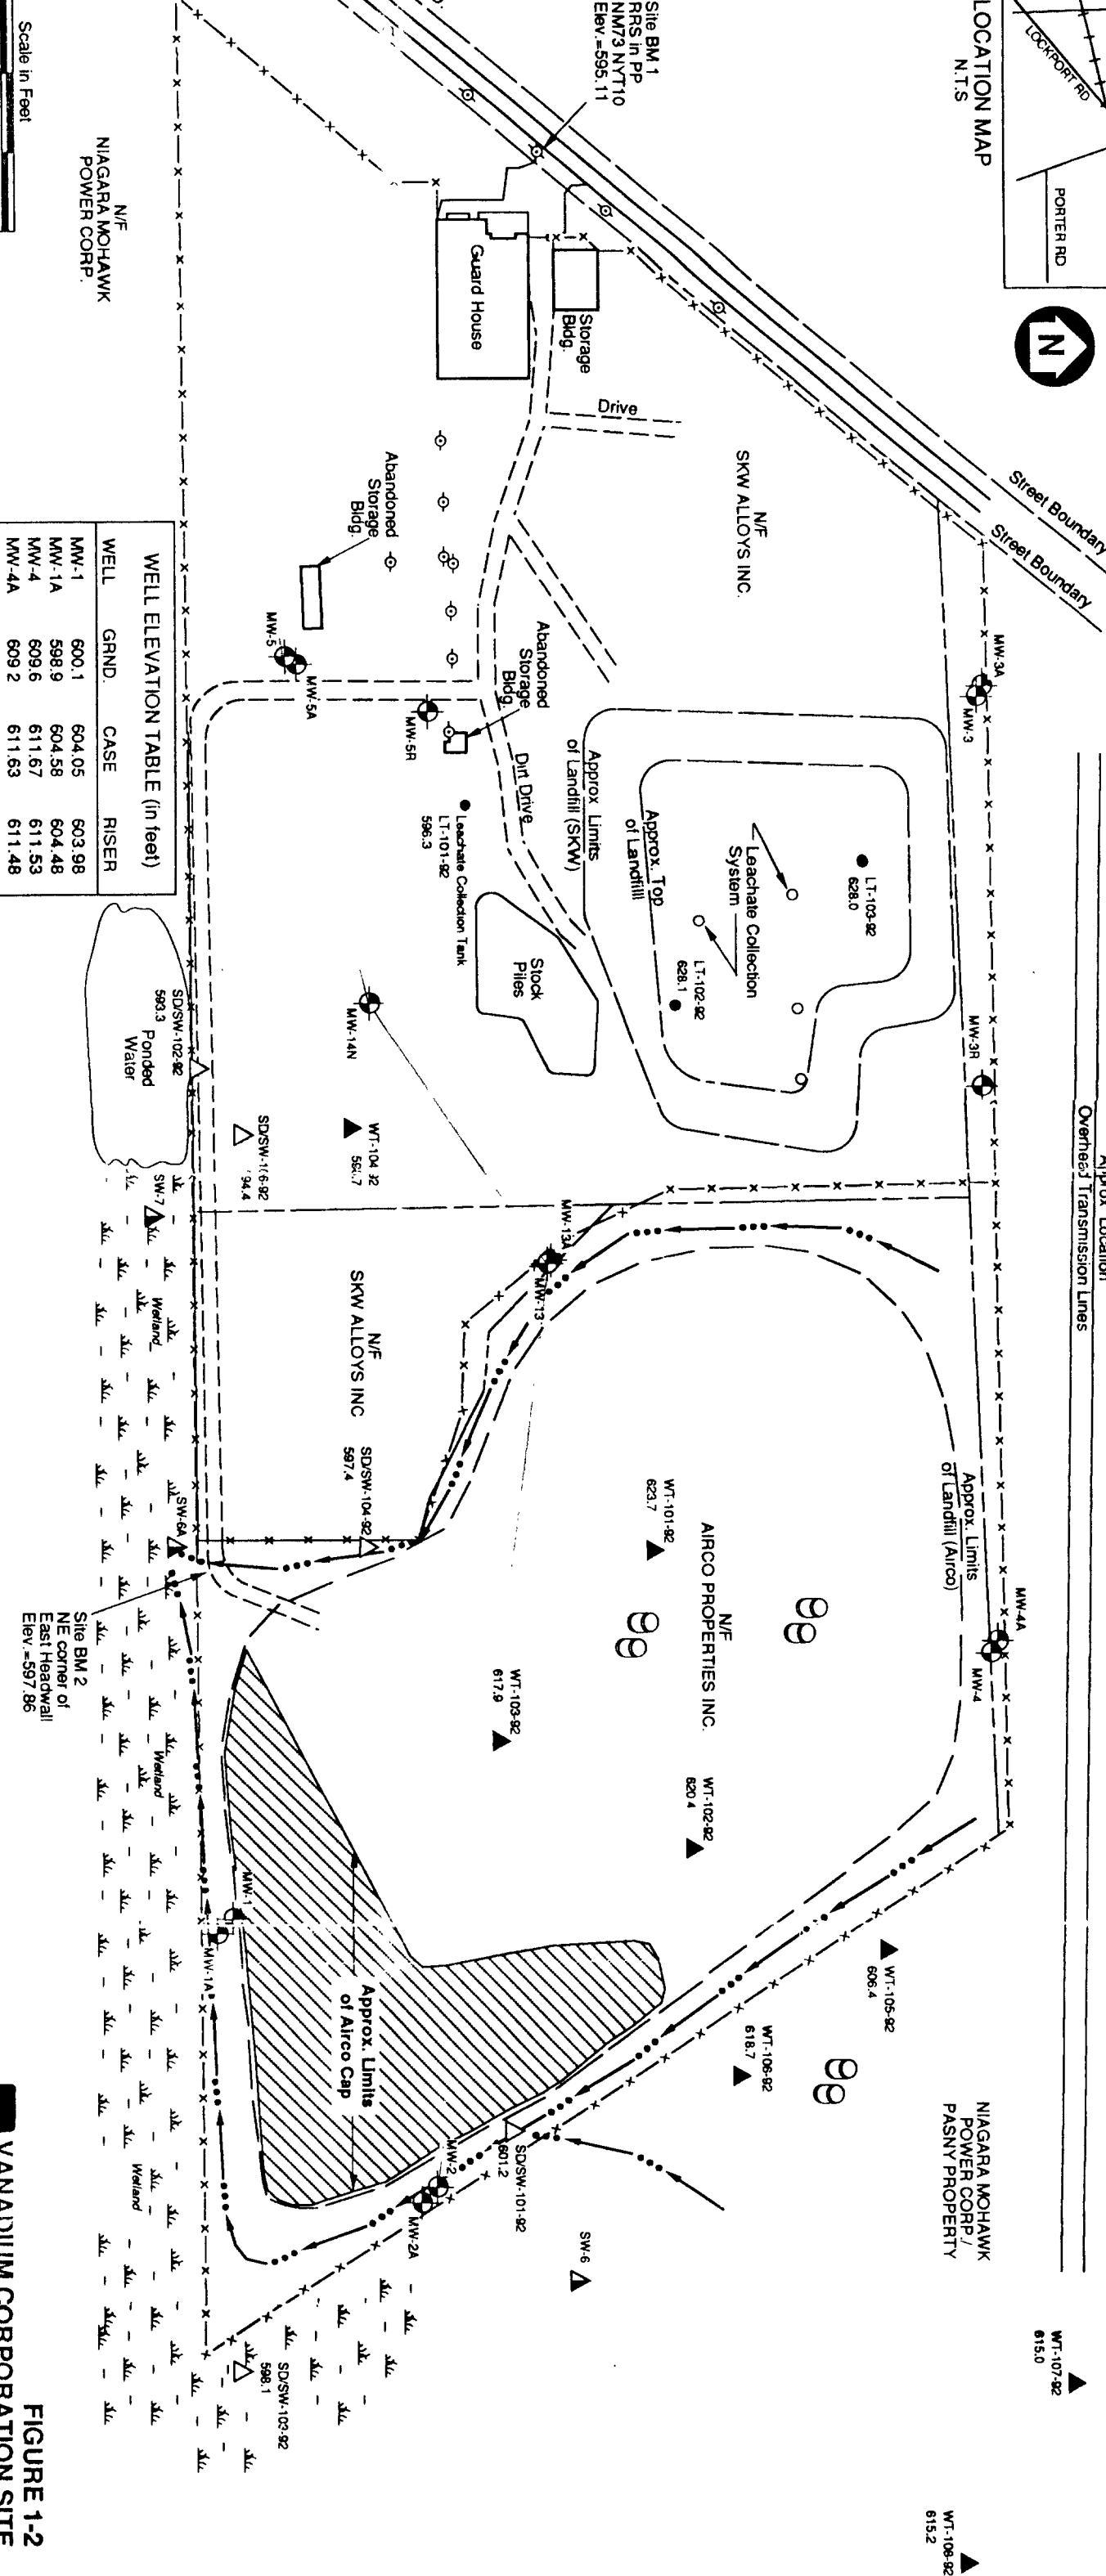 LOCATION MAP
N.T.S
LOCKPORT RD
PORTER RD
N
Site BM 1
RRS in PP
NM73 NYT10
Elev.=595.11
Scale in Feet
N/F
NIAGARA MOHAWK
POWER CORP.
Guard House
Storage
Bldg.
Drive
N/F
SKW ALLOYS INC.
Street Boundary
Street Boundary
Abandoned
Storage
Bldg.
MW-5
MW-5A
MW-5R
Abandoned
Storage
Bldg.
Dirt Drive
Leachate Collection Tank
LT-101-92
596.3
Approx Limits
of Landfill (SKW)
Approx. Top
of Landfill
Leachate Collection
System
LT-103-92
628.0
LT-102-92
628.1
Stock
Piles
MW-3A
MW-3
MW-3R
Approx Location
Overhead Transmission Lines
WELL ELEVATION TABLE (in feet)
WELL GRND. CASE RISER
MW-1 600.1 604.05 603.98
MW-1A 598.9 604.58 604.48
MW-4 609.6 611.67 611.53
MW-4A 609.2 611.63 611.48
SD/SW-102-92
593.3
Ponded
Water
MW-14N
WT-104-92
SD/SW-106-92
SW-7
Wetland
N/F
SKW ALLOYS INC
MW-13A
MW-13
SD/SW-104-92
597.4
SW-6A
Site BM 2
NE corner of
East Headwall
Elev.=597.86
WT-101-92
623.7
N/F
AIRCO PROPERTIES INC.
Approx. Limits
of Landfill (Airco)
MW-4A
MW-4
WT-103-92
617.9
WT-102-92
620.4
Wetland
MW-1
MW-1A
Approx. Limits
of Airco Cap
WT-105-92
606.4
WT-106-92
618.7
NIAGARA MOHAWK
POWER CORP./
PASNY PROPERTY
SD/SW-101-92
601.2
MW-2
MW-2A
SW-6
Wetland
SD/SW-103-92
598.1
WT-107-92
615.0
WT-108-92
615.2
FIGURE 1-2
VANADIUM CORPORATION SITE